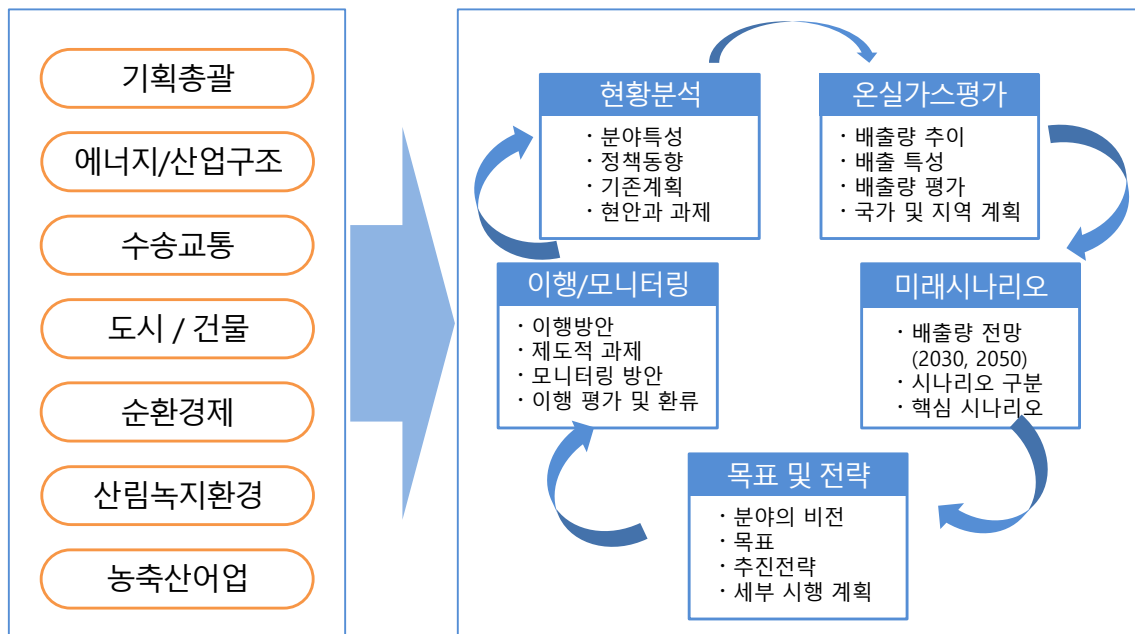 기획총괄
에너지/산업구조
수송교통
도시 / 건물
순환경제
산림녹지환경
농축산어업
현황분석
· 분야특성
· 정책동향
· 기존계획
· 현안과 과제
온실가스평가
· 배출량 추이
· 배출 특성
· 배출량 평가
· 국가 및 지역 계획
미래시나리오
· 배출량 전망
(2030, 2050)
· 시나리오 구분
· 핵심 시나리오
목표 및 전략
· 분야의 비전
· 목표
· 추진전략
· 세부 시행 계획
이행/모니터링
· 이행방안
· 제도적 과제
· 모니터링 방안
· 이행 평가 및 환류